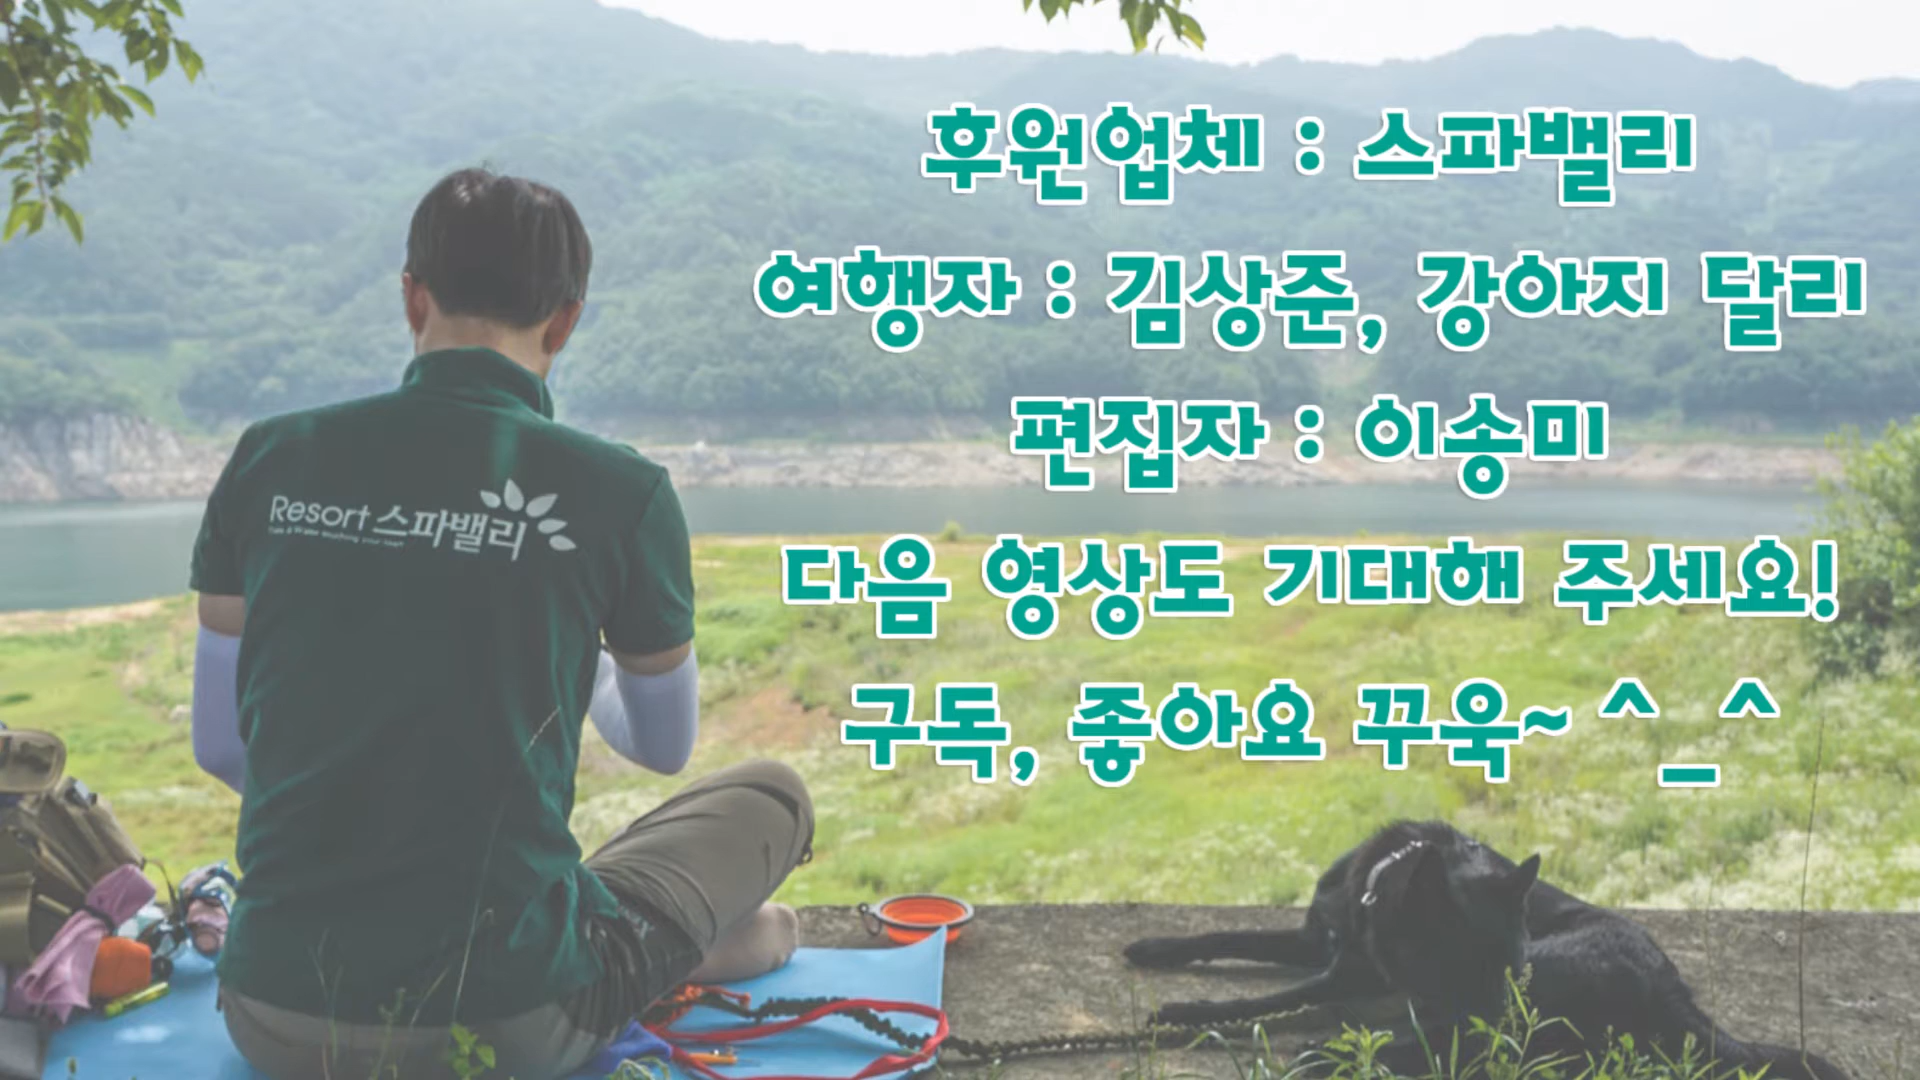 후원업체 : 스파밸리
여행자 : 김상준, 강아지 달리
편집자 : 이송미
다음 영상도 기대해 주세요!
구독, 좋아요 꾸욱~ ^_^
Resort 스파밸리